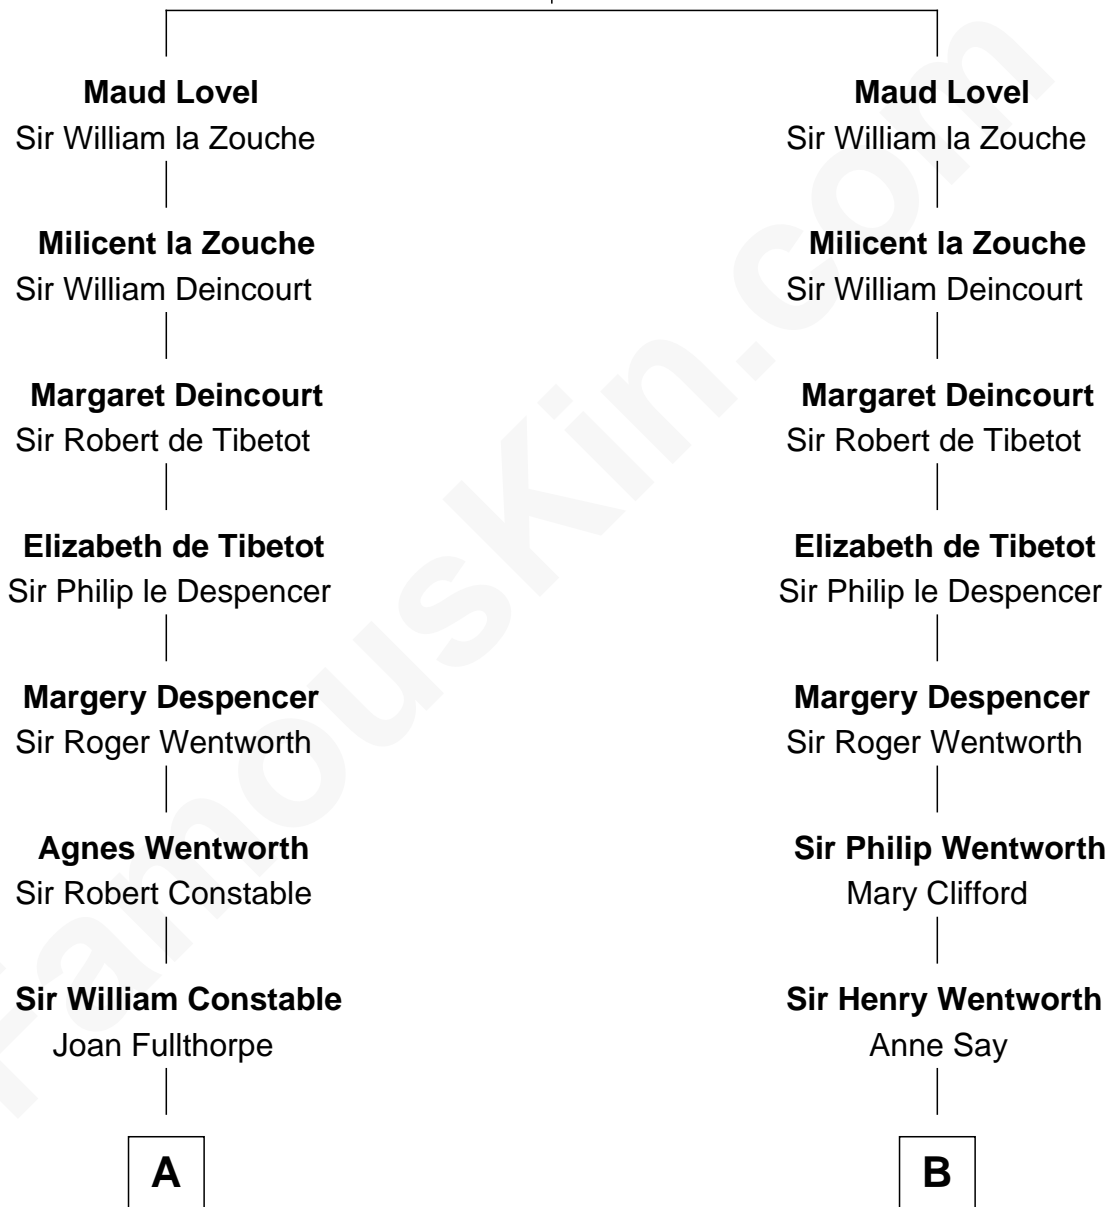 Maud Lovel
Sir William la Zouche
Milicent la Zouche
Sir William Deincourt
Margaret Deincourt
Sir Robert de Tibetot
Elizabeth de Tibetot
Sir Philip le Despencer
Margery Despencer
Sir Roger Wentworth
Agnes Wentworth
Sir Robert Constable
Sir William Constable
Joan Fullthorpe
A
Maud Lovel
Sir William la Zouche
Milicent la Zouche
Sir William Deincourt
Margaret Deincourt
Sir Robert de Tibetot
Elizabeth de Tibetot
Sir Philip le Despencer
Margery Despencer
Sir Roger Wentworth
Sir Philip Wentworth
Mary Clifford
Sir Henry Wentworth
Anne Say
B
FamousKin.com